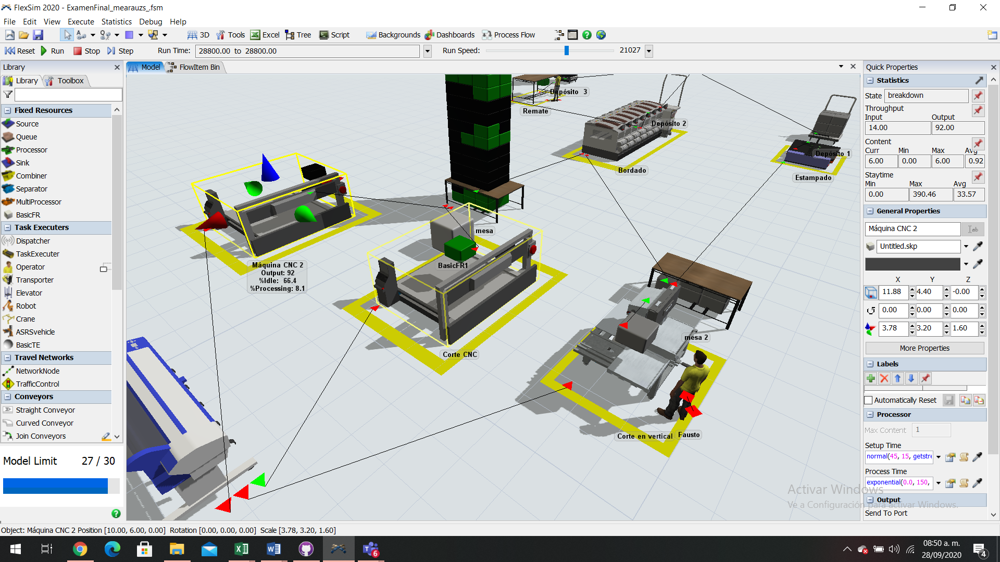 FlexSim 2020 - ExamenFinal_mearauzs_.fsm
File Edit View Execute Statistics Debug Help
3D Tools Excel Tree Script Backgrounds Dashboards Process Flow
Reset Run Stop Step Run Time: 28800.00 to 28800.00 Run Speed: 21027
Library
Library Toolbox
Fixed Resources
Source
Queue
Processor
Sink
Combiner
Separator
MultiProcessor
BasicFR
Task Executers
Dispatcher
TaskExecuter
Operator
Transporter
Elevator
Robot
Crane
ASRSvehicle
BasicTE
Travel Networks
NetworkNode
TrafficControl
Conveyors
Straight Conveyor
Curved Conveyor
Join Conveyors
Model Limit 27 / 30
Model FlowItem Bin
Depósito 3
Remate
Depósito 2
Bordado
Depósito 1
Estampado
mesa
Máquina CNC 2
Output: 92
%Idle: 66.4
%Processing: 8.1
BasicFR1
Corte CNC
mesa 2
Corte en vertical
Fausto
Quick Properties
Statistics
State breakdown
Throughput
Input Output
14.00 92.00
Content
Curr Min Max Avg
6.00 0.00 6.00 0.92
Staytime
Min Max Avg
0.00 390.46 33.57
General Properties
Máquina CNC 2
Untitled.skp
X Y Z
11.88 4.40 -0.00
0.00 0.00 0.00
3.78 3.20 1.60
More Properties
Labels
Automatically Reset
Processor
Max Content 1
Setup Time
normal(45, 15, getstre
Process Time
exponential(0.0, 150,
Output
Send To Port
Activar Windows
Ve a Configuración para activar Windows.
Object: Máquina CNC 2 Position [10.00, 6.00, 0.00] Rotation [0.00, 0.00, 0.00] Scale [3.78, 3.20, 1.60]
6
08:50 a. m.
28/09/2020
4